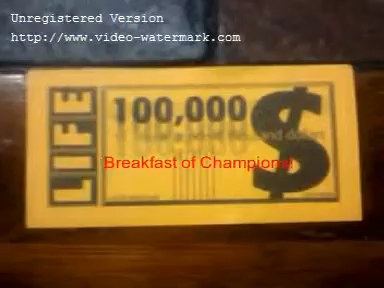 Unregistered Version
http://www.video-watermark.com
LIFE
100,000
$
Breakfast of Champions!